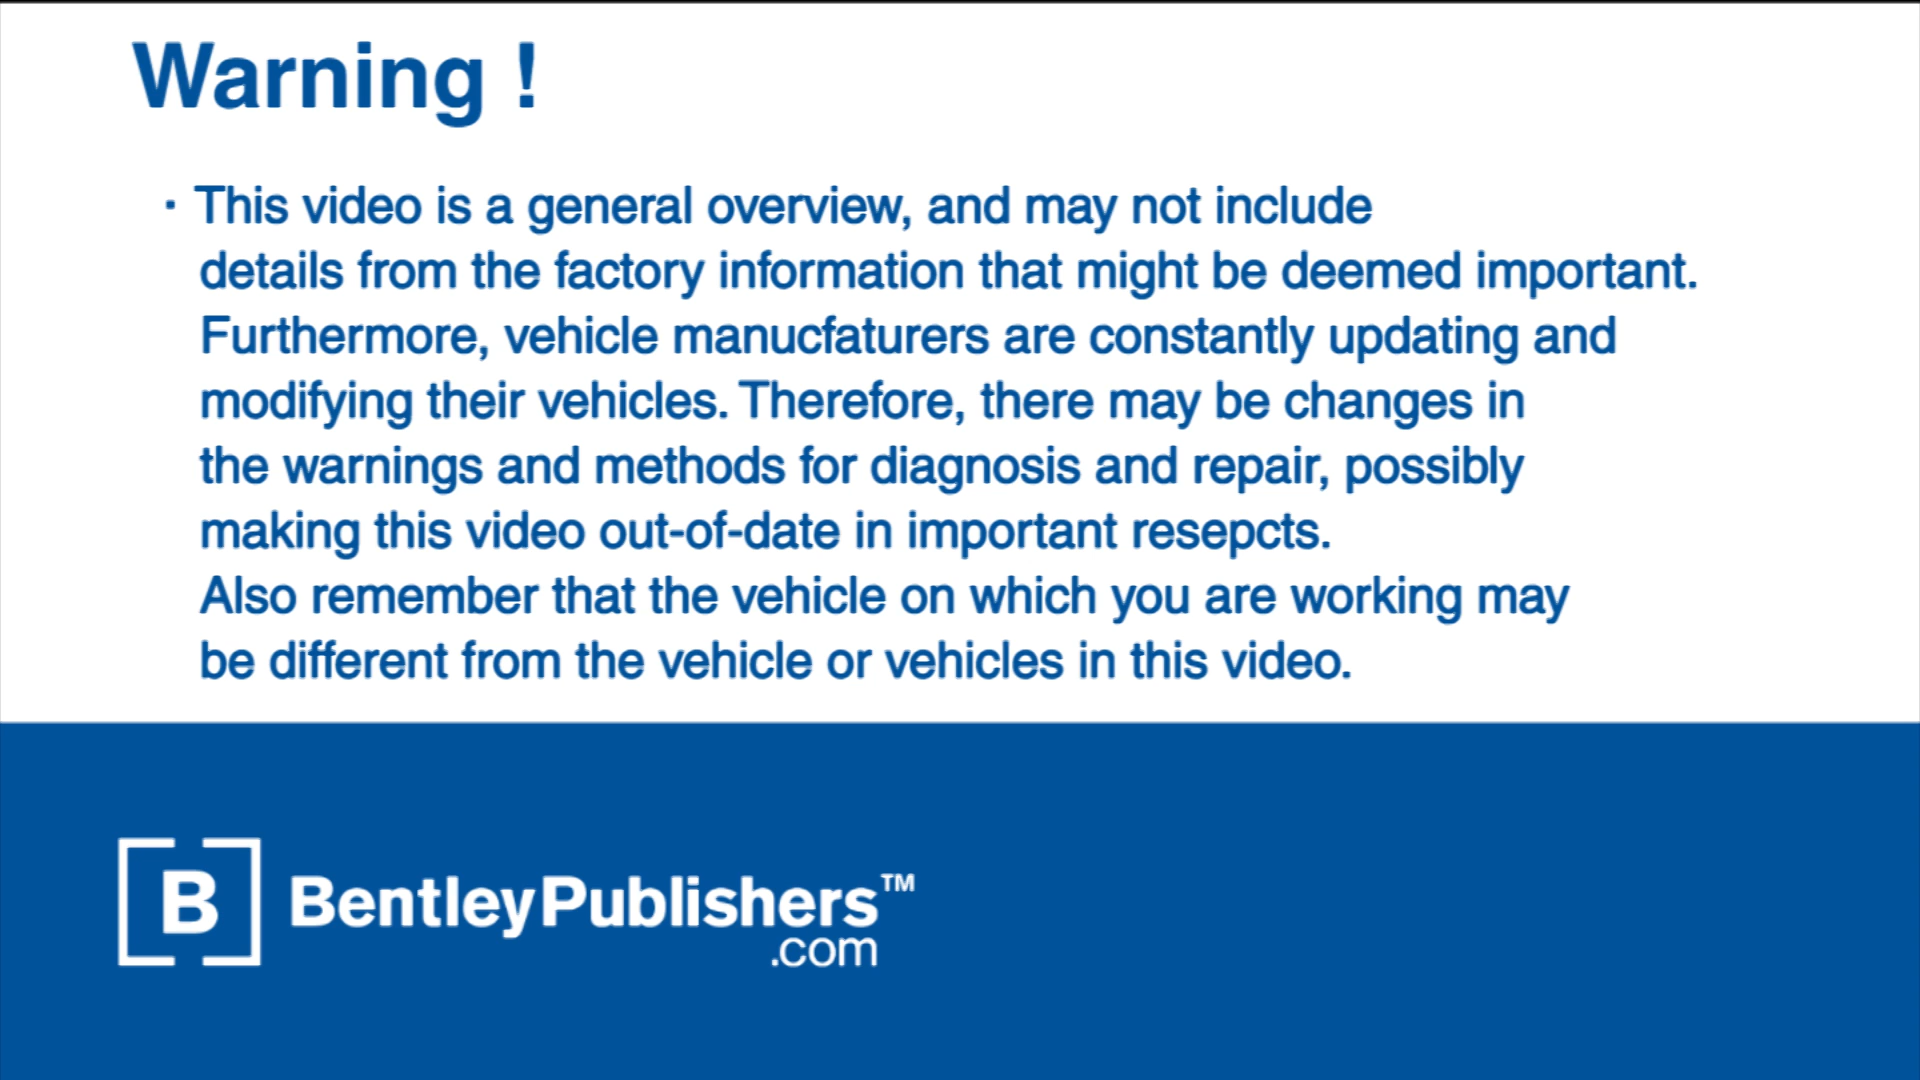 Warning !
· This video is a general overview, and may not include
details from the factory information that might be deemed important.
Furthermore, vehicle manucfaturers are constantly updating and
modifying their vehicles. Therefore, there may be changes in
the warnings and methods for diagnosis and repair, possibly
making this video out-of-date in important resepcts.
Also remember that the vehicle on which you are working may
be different from the vehicle or vehicles in this video.
B
BentleyPublishers™
.com